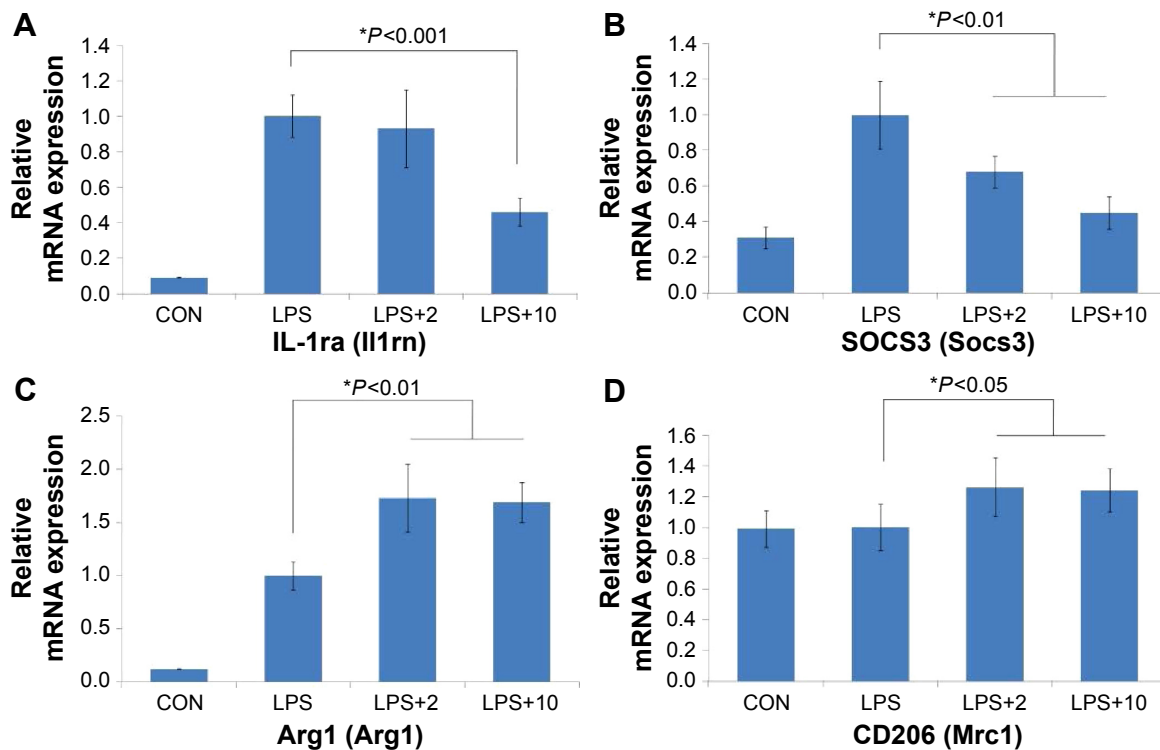 A
Relative
mRNA expression
*P<0.001
1.4
1.2
1.0
0.8
0.6
0.4
0.2
0.0
CON LPS LPS+2 LPS+10
IL-1ra (Il1rn)
B
Relative
mRNA expression
*P<0.01
1.4
1.2
1.0
0.8
0.6
0.4
0.2
0.0
CON LPS LPS+2 LPS+10
SOCS3 (Socs3)
C
Relative
mRNA expression
*P<0.01
2.5
2.0
1.5
1.0
0.5
0.0
CON LPS LPS+2 LPS+10
Arg1 (Arg1)
D
Relative
mRNA expression
*P<0.05
1.6
1.4
1.2
1.0
0.8
0.6
0.4
0.2
0.0
CON LPS LPS+2 LPS+10
CD206 (Mrc1)